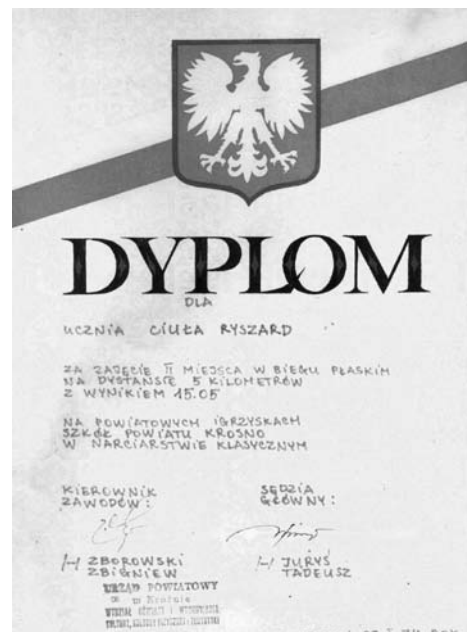 DYPLOM
DLA
UCZNIA CIUŁA RYSZARD
ZA ZAJĘCIE II MIEJSCA W BIEGU PŁASKIM
NA DYSTANSIE 5 KILOMETRÓW
Z WYNIKIEM 15.05
NA POWIATOWYCH IGRZYSKACH
SZKÓŁ POWIATU KROSNO
W NARCIARSTWIE KLASYCZNYM
KIEROWNIK
ZAWODÓW:
SĘDZIA
GŁÓWNY:
/-/ ZBOROWSKI
ZBIGNIEW
/-/ JURYŚ
TADEUSZ
URZĄD POWIATOWY
w Krośnie